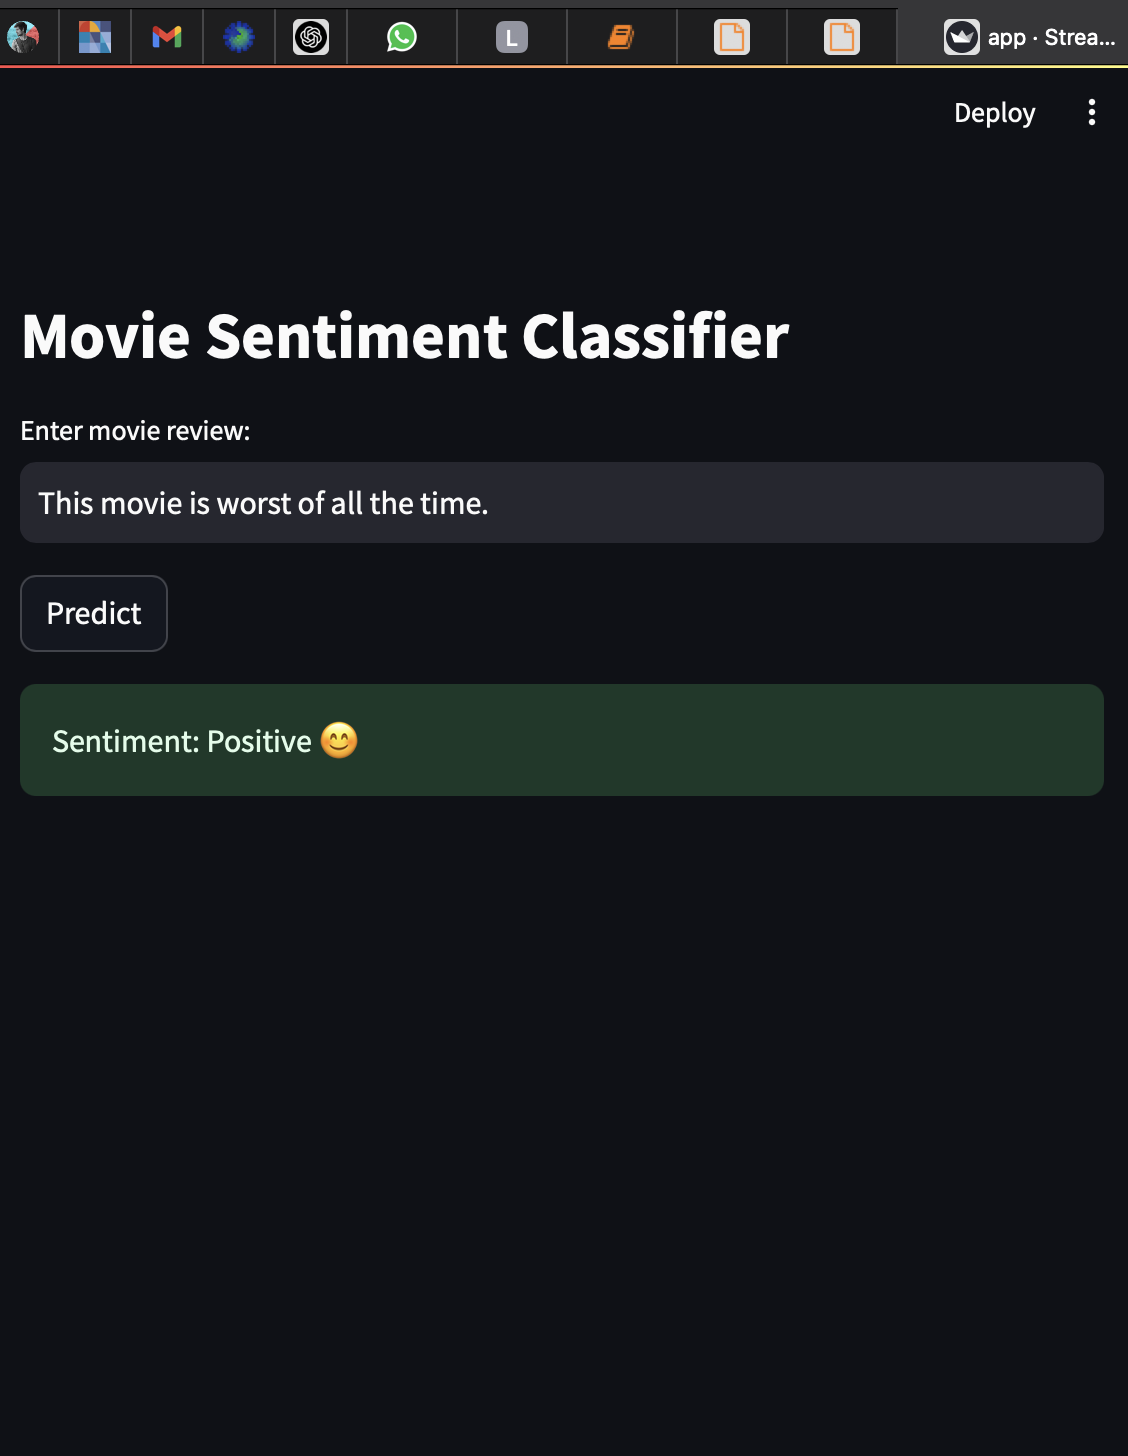 L
app · Strea...
Deploy
Movie Sentiment Classifier
Enter movie review:
This movie is worst of all the time.
Predict
Sentiment: Positive 😊